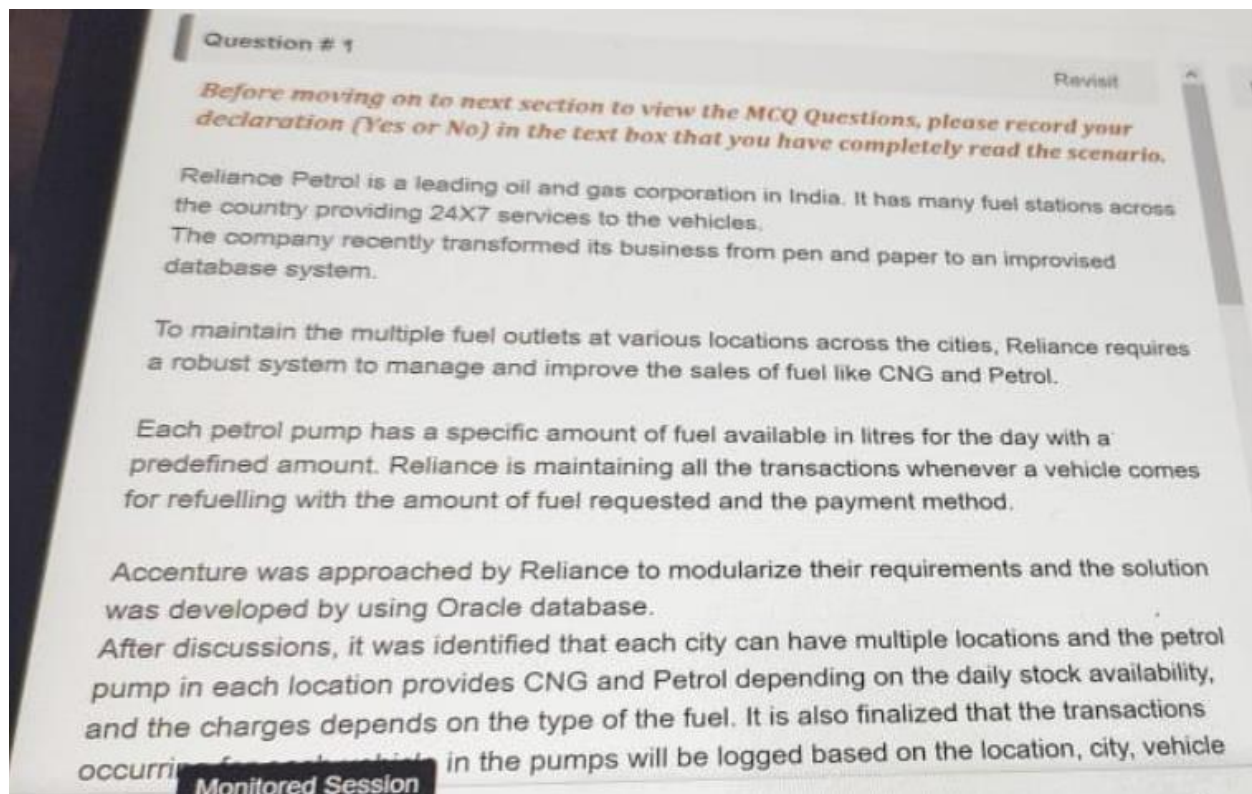 Question # 1
Revisit
Before moving on to next section to view the MCQ Questions, please record your
declaration (Yes or No) in the text box that you have completely read the scenario.
Reliance Petrol is a leading oil and gas corporation in India. It has many fuel stations across
the country providing 24X7 services to the vehicles.
The company recently transformed its business from pen and paper to an improvised
database system.
To maintain the multiple fuel outlets at various locations across the cities, Reliance requires
a robust system to manage and improve the sales of fuel like CNG and Petrol.
Each petrol pump has a specific amount of fuel available in litres for the day with a
predefined amount. Reliance is maintaining all the transactions whenever a vehicle comes
for refuelling with the amount of fuel requested and the payment method.
Accenture was approached by Reliance to modularize their requirements and the solution
was developed by using Oracle database.
After discussions, it was identified that each city can have multiple locations and the petrol
pump in each location provides CNG and Petrol depending on the daily stock availability,
and the charges depends on the type of the fuel. It is also finalized that the transactions
in the pumps will be logged based on the location, city, vehicle
Monitored Session